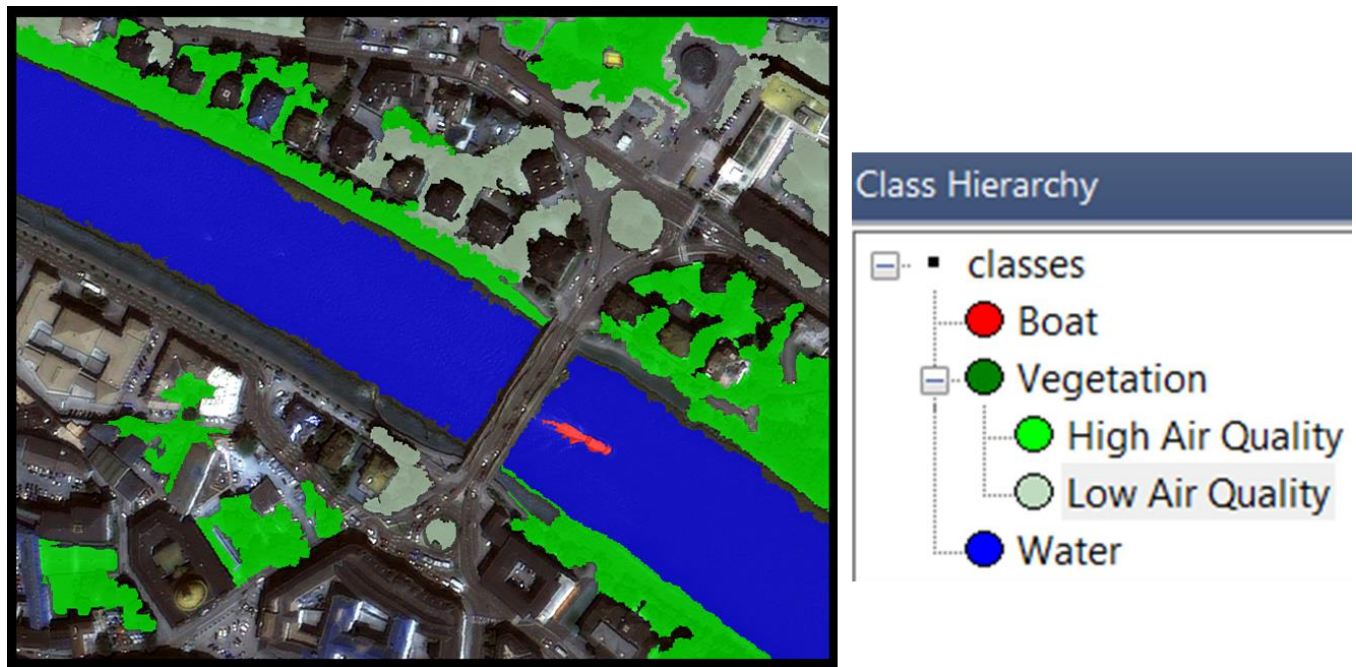 Class Hierarchy
classes
Boat
Vegetation
High Air Quality
Low Air Quality
Water